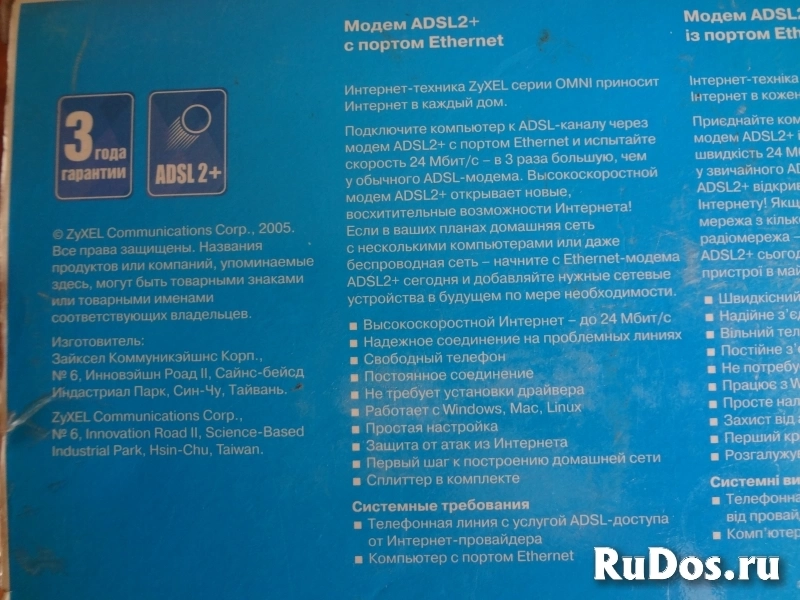 3 года
гарантии
ADSL 2+
© ZyXEL Communications Corp., 2005.
Все права защищены. Названия
продуктов или компаний, упоминаемые
здесь, могут быть товарными знаками
или товарными именами
соответствующих владельцев.
Изготовитель:
Зайксел Коммуникэйшнс Корп.,
№ 6, Инновэйшн Роад II, Сайнс-бейсд
Индастриал Парк, Син-Чу, Тайвань.
ZyXEL Communications Corp.,
№ 6, Innovation Road II, Science-Based
Industrial Park, Hsin-Chu, Taiwan.
Модем ADSL2+
с портом Ethernet
Интернет-техника ZyXEL серии OMNI приносит
Интернет в каждый дом.
Подключите компьютер к ADSL-каналу через
модем ADSL2+ с портом Ethernet и испытайте
скорость 24 Мбит/с – в 3 раза большую, чем
у обычного ADSL-модема. Высокоскоростной
модем ADSL2+ открывает новые,
восхитительные возможности Интернета!
Если в ваших планах домашняя сеть
с несколькими компьютерами или даже
беспроводная сеть – начните с Ethernet-модема
ADSL2+ сегодня и добавляйте нужные сетевые
устройства в будущем по мере необходимости.
■ Высокоскоростной Интернет – до 24 Мбит/с
■ Надежное соединение на проблемных линиях
■ Свободный телефон
■ Постоянное соединение
■ Не требует установки драйвера
■ Работает с Windows, Mac, Linux
■ Простая настройка
■ Защита от атак из Интернета
■ Первый шаг к построению домашней сети
■ Сплиттер в комплекте
Системные требования
■ Телефонная линия с услугой ADSL-доступа
от Интернет-провайдера
■ Компьютер с портом Ethernet
Модем ADSL2
із портом Eth
Інтернет-техніка
Інтернет в кожен
Приєднайте ком
модем ADSL2+ і
швидкість 24 М
у звичайного AD
ADSL2+ відкрив
Інтернету! Якщ
мережа з кільк
радіомережа –
ADSL2+ сьогод
пристрої в май
■ Швидкісний
■ Надійне з'єд
■ Вільний тел
■ Постійне з'є
■ Не потребу
■ Працює з W
■ Просте нал
■ Захист від а
■ Перший кр
■ Розгалужув
Системні ви
■ Телефонна
від провай
■ Комп'ютер
RuDos.ru